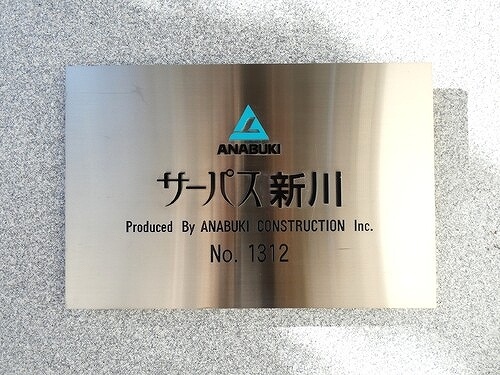 ANABUKI
サーパス新川
Produced By ANABUKI CONSTRUCTION Inc.
No. 1312